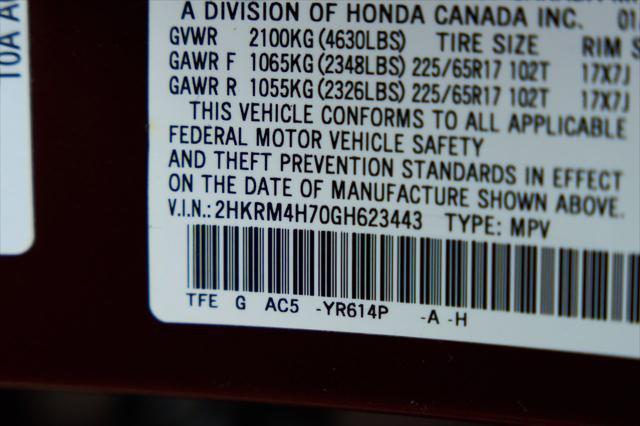 A DIVISION OF HONDA CANADA INC. 01
GVWR 2100KG (4630LBS) TIRE SIZE RIM S
GAWR F 1065KG (2348LBS) 225/65R17 102T 17X7J
GAWR R 1055KG (2326LBS) 225/65R17 102T 17X7J
THIS VEHICLE CONFORMS TO ALL APPLICABLE
FEDERAL MOTOR VEHICLE SAFETY
AND THEFT PREVENTION STANDARDS IN EFFECT
ON THE DATE OF MANUFACTURE SHOWN ABOVE.
V.I.N.: 2HKRM4H70GH623443 TYPE: MPV
TFE G AC5 -YR614P -A -H
10A